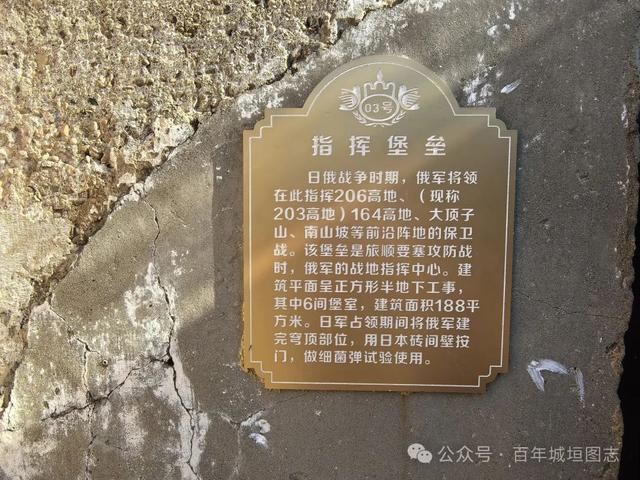 03号
指挥堡垒
日俄战争时期，俄军将领
在此指挥206高地、（现称
203高地）164高地、大顶子
山、南山坡等前沿阵地的保卫
战。该堡垒是旅顺要塞攻防战
时，俄军的战地指挥中心。建
筑平面呈正方形半地下工事，
其中6间堡室，建筑面积188平
方米。日军占领期间将俄军建
完穹顶部位，用日本砖间壁按
门，做细菌弹试验使用。
公众号·百年城垣图志